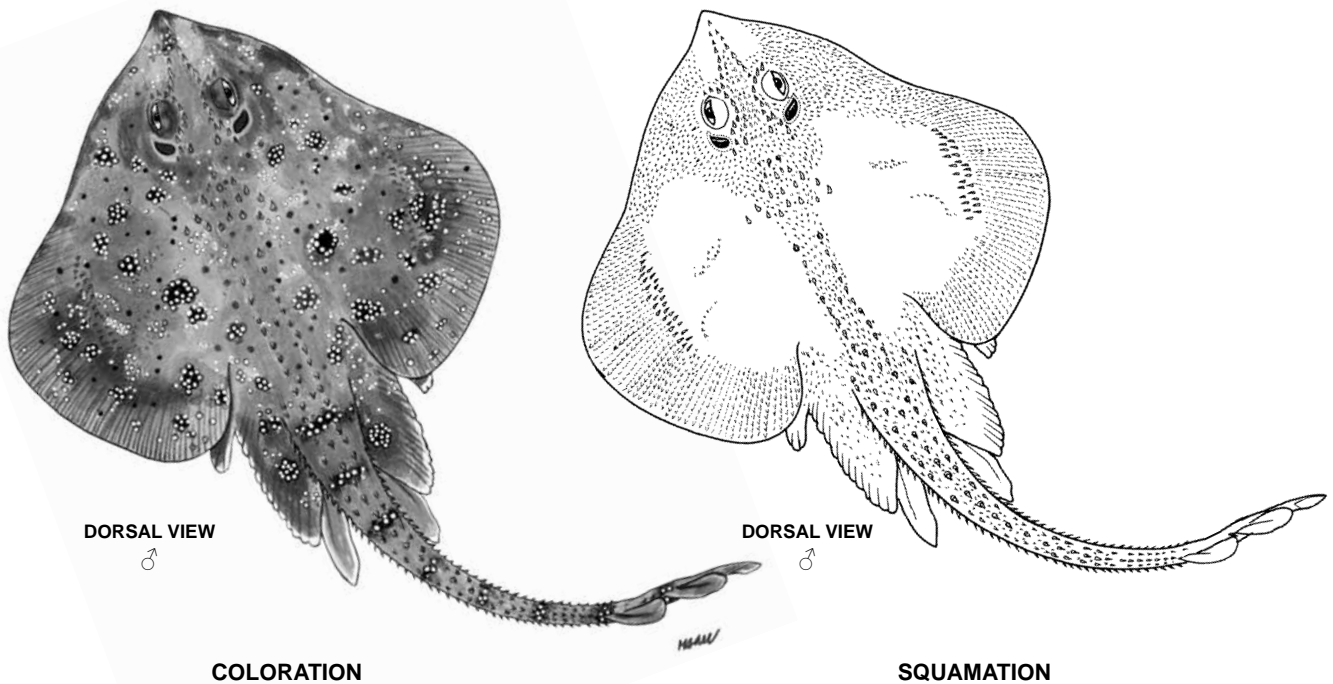 DORSAL VIEW
♂
DORSAL VIEW
♂
COLORATION
SQUAMATION